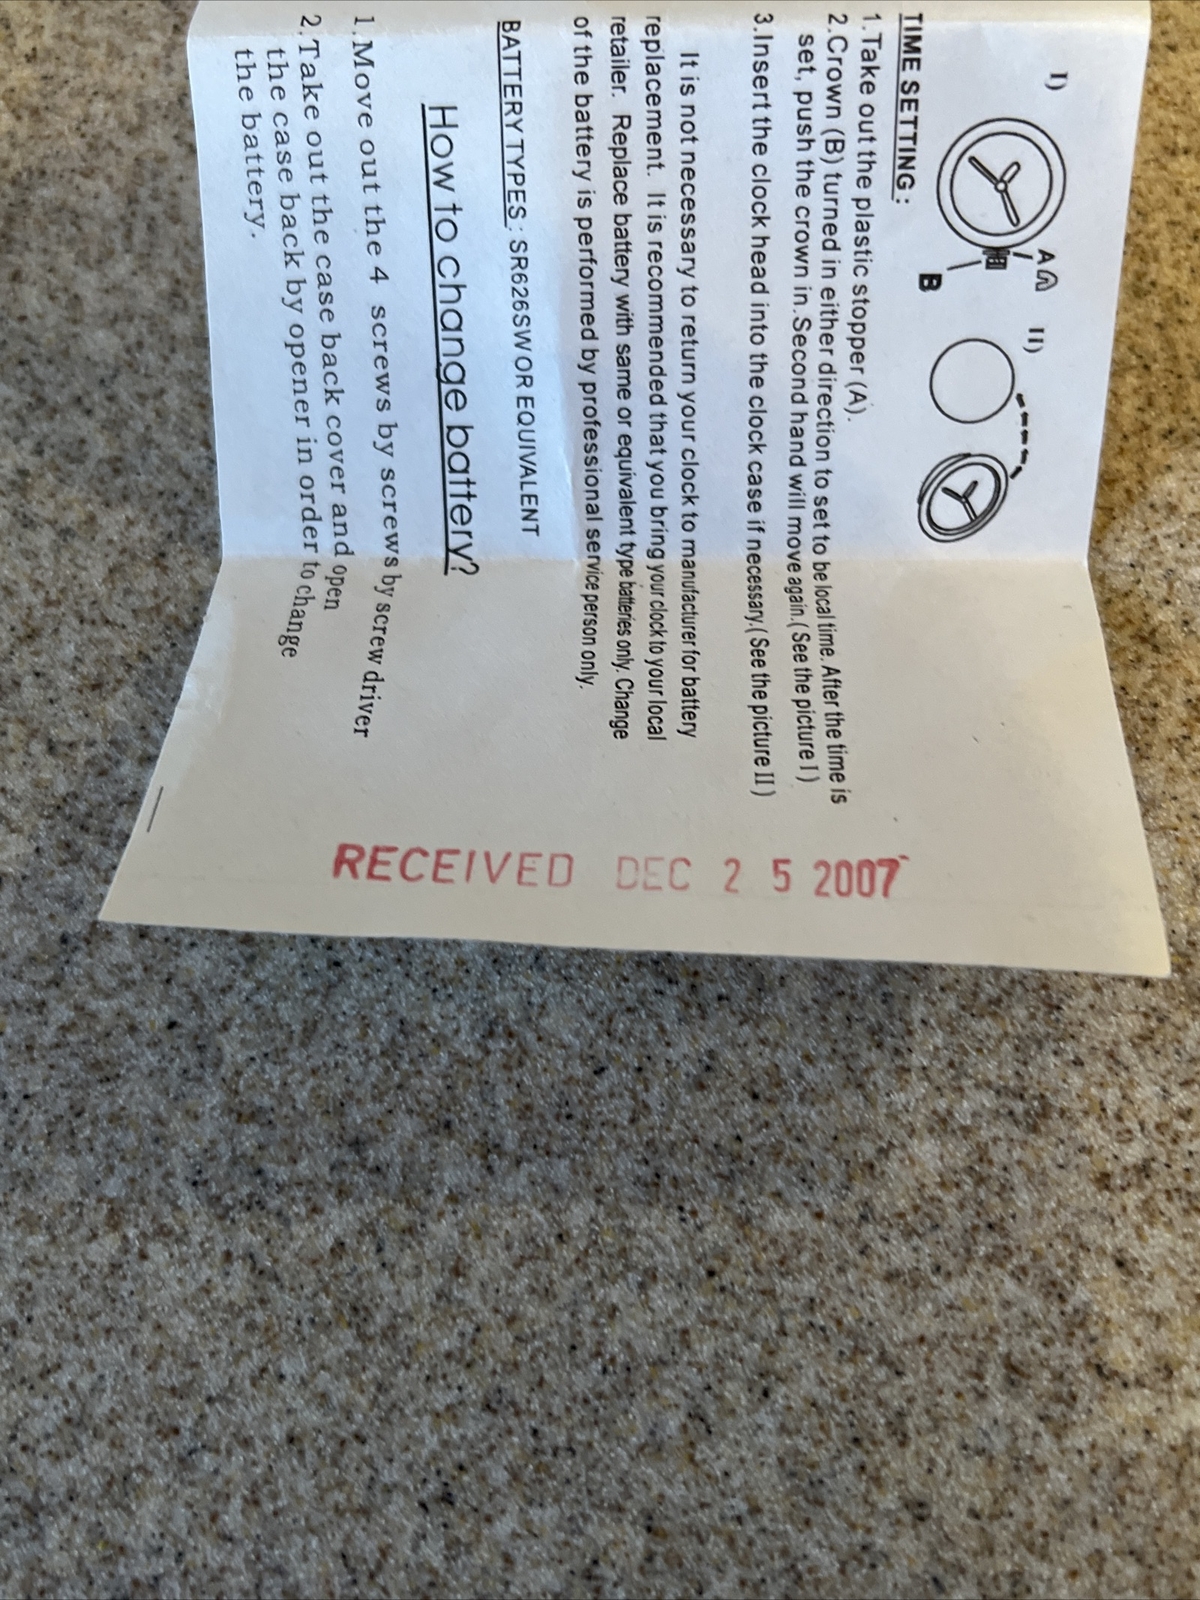 I)
A
B
II)
TIME SETTING :
1.Take out the plastic stopper (A).
2.Crown (B) turned in either direction to set to be local time. After the time is
set, push the crown in. Second hand will move again.( See the picture I )
3.Insert the clock head into the clock case if necessary.( See the picture II )
It is not necessary to return your clock to manufacturer for battery
replacement. It is recommended that you bring your clock to your local
retailer. Replace battery with same or equivalent type batteries only. Change
of the battery is performed by professional service person only.
BATTERY TYPES : SR626SW OR EQUIVALENT
How to change battery?
1.Move out the 4 screws by screws by screw driver
2.Take out the case back cover and open
the case back by opener in order to change
the battery.
RECEIVED DEC 25 2007